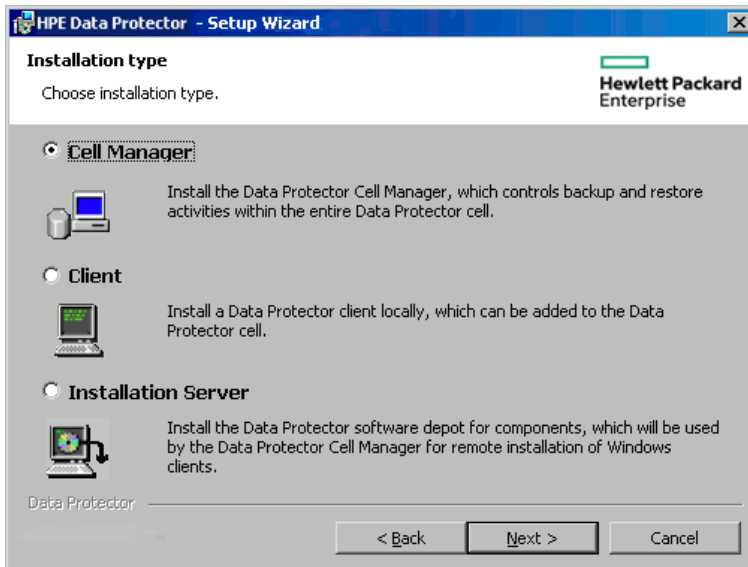 HPE Data Protector - Setup Wizard
Installation type
Choose installation type.
Hewlett Packard
Enterprise
Cell Manager
Install the Data Protector Cell Manager, which controls backup and restore
activities within the entire Data Protector cell.
Client
Install a Data Protector client locally, which can be added to the Data
Protector cell.
Installation Server
Install the Data Protector software depot for components, which will be used
by the Data Protector Cell Manager for remote installation of Windows
clients.
Data Protector
< Back
Next >
Cancel